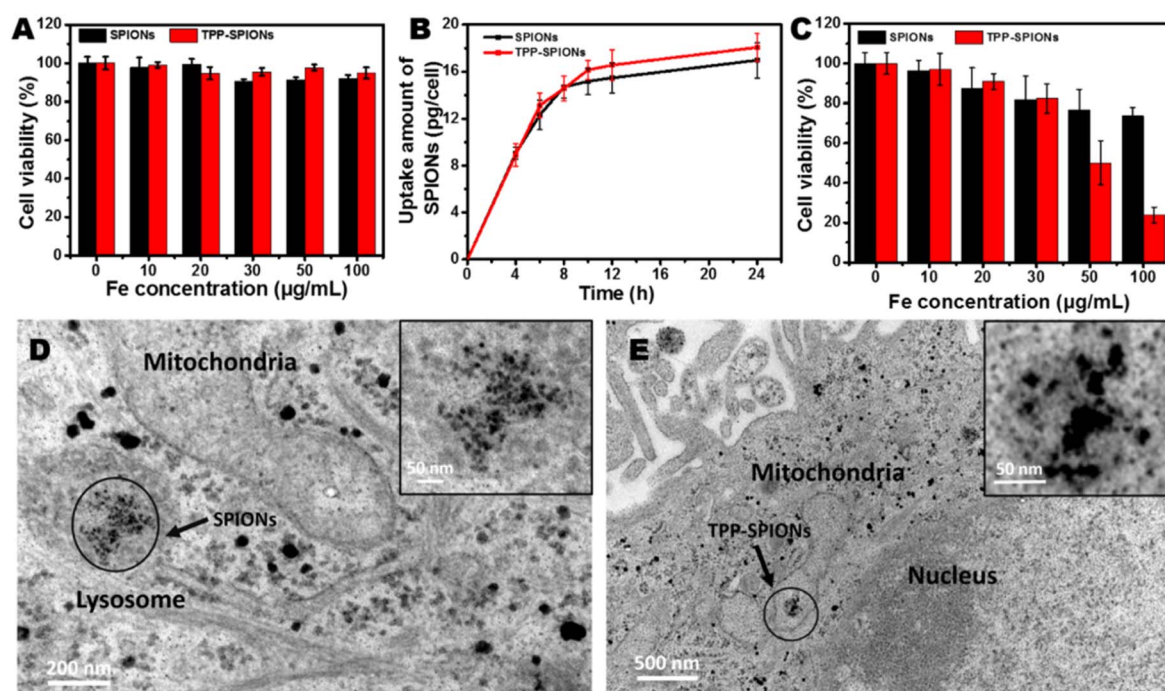 A
SPIONs TPP-SPIONs
Cell viability (%)
120
100
80
60
40
20
0
0 10 20 30 50 100
Fe concentration (µg/mL)
B
SPIONs
TPP-SPIONs
Uptake amount of
SPIONs (pg/cell)
20
16
12
8
4
0
0 4 8 12 16 20 24
Time (h)
C
SPIONs TPP-SPIONs
Cell viability (%)
120
100
80
60
40
20
0
0 10 20 30 50 100
Fe concentration (µg/mL)
D
Mitochondria
50 nm
SPIONs
Lysosome
200 nm
E
50 nm
Mitochondria
TPP-SPIONs
Nucleus
500 nm